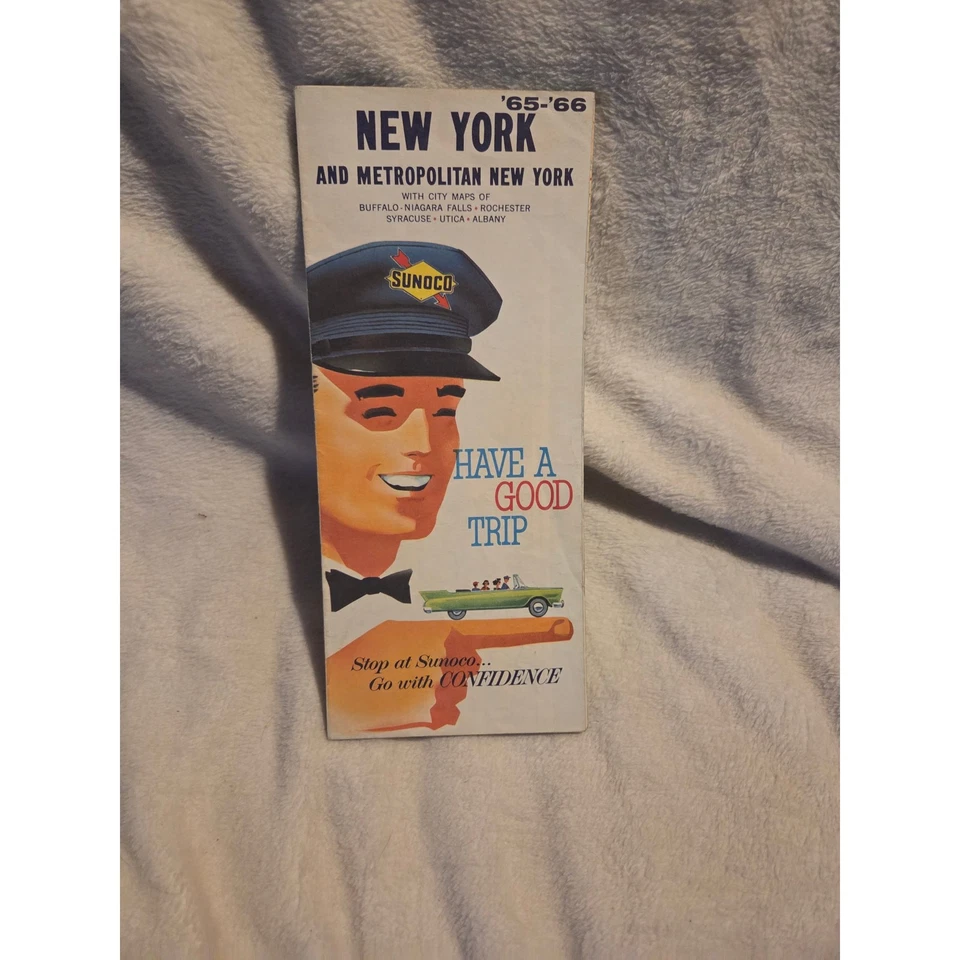 '65-'66
NEW YORK
AND METROPOLITAN NEW YORK
WITH CITY MAPS OF
BUFFALO-NIAGARA FALLS • ROCHESTER
SYRACUSE • UTICA • ALBANY
SUNOCO
HAVE A
GOOD
TRIP
Stop at Sunoco...
Go with CONFIDENCE